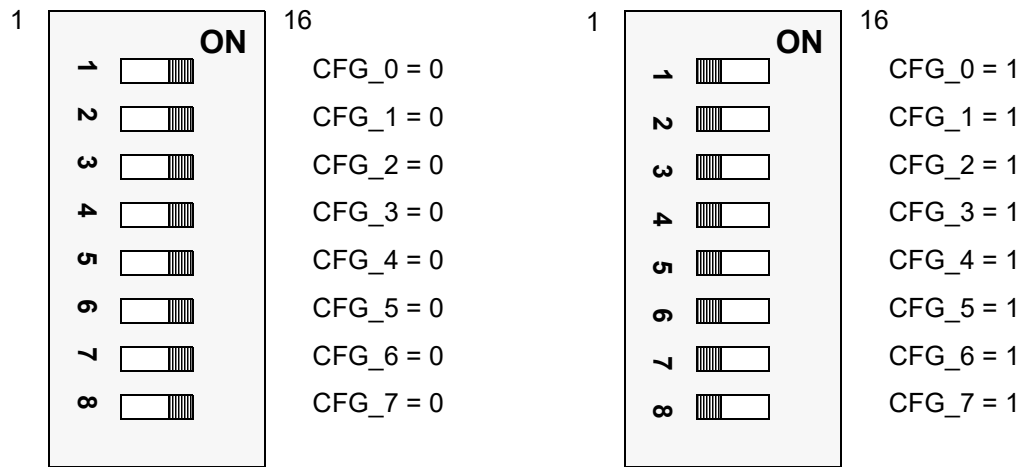 1 16
ON
1 CFG_0 = 0
2 CFG_1 = 0
3 CFG_2 = 0
4 CFG_3 = 0
5 CFG_4 = 0
6 CFG_5 = 0
7 CFG_6 = 0
8 CFG_7 = 0
1 16
ON
1 CFG_0 = 1
2 CFG_1 = 1
3 CFG_2 = 1
4 CFG_3 = 1
5 CFG_4 = 1
6 CFG_5 = 1
7 CFG_6 = 1
8 CFG_7 = 1